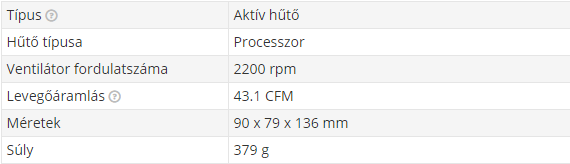 Típus ? Aktív hűtő
Hűtő típusa Processzor
Ventilátor fordulatszáma 2200 rpm
Levegőáramlás ? 43.1 CFM
Méretek 90 x 79 x 136 mm
Súly 379 g